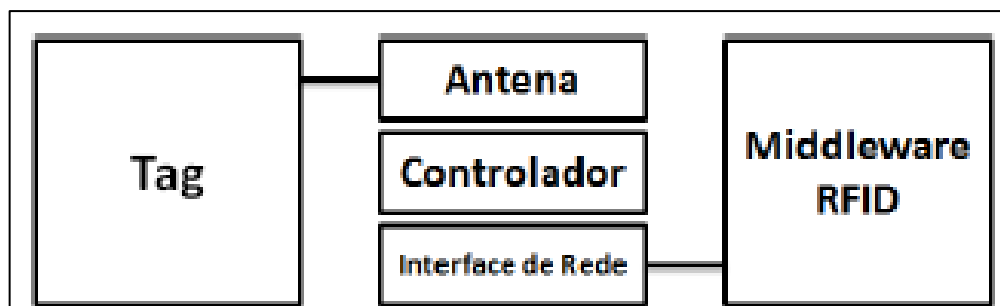 Tag
Antena
Controlador
Interface de Rede
Middleware
RFID